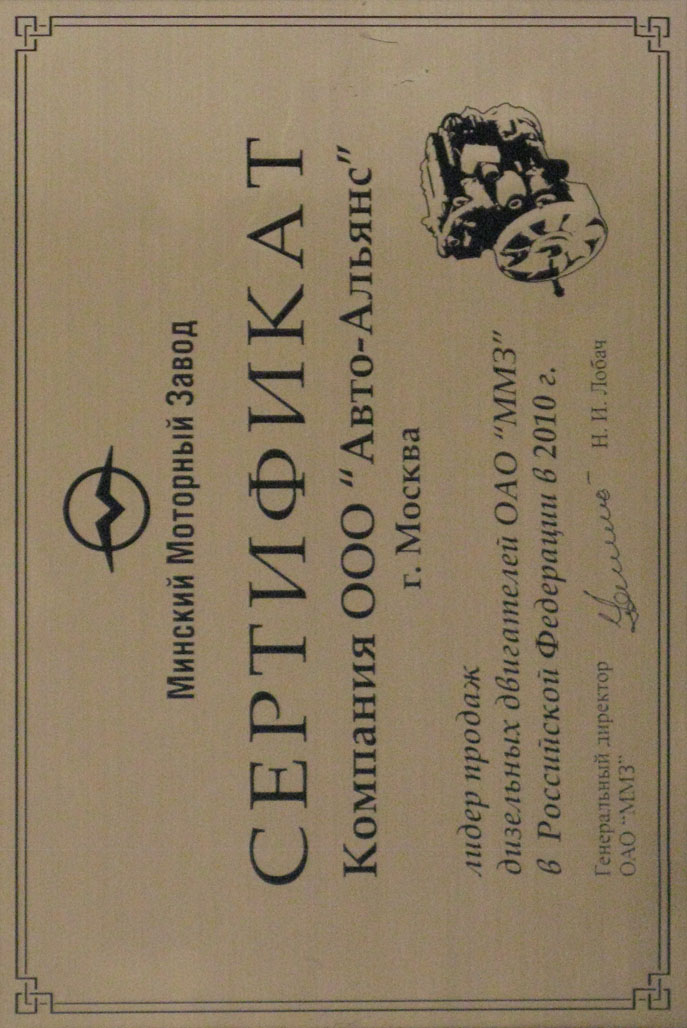 Минский Моторный Завод
СЕРТИФИКАТ
Компания ООО “Авто-Альянс”
г. Москва
лидер продаж
дизельных двигателей ОАО “ММЗ”
в Российской Федерации в 2010 г.
Генеральный директор Н. И. Лобач
ОАО “ММЗ”